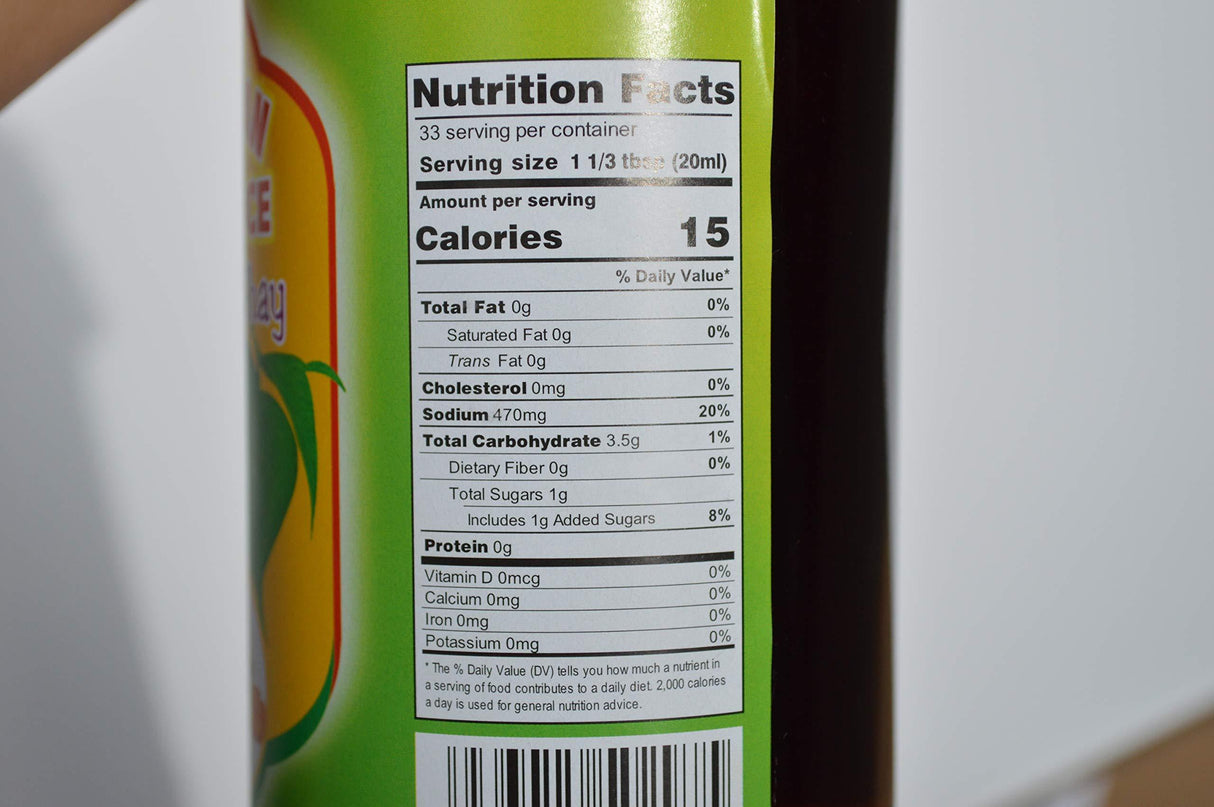 Nutrition Facts
33 serving per container
Serving size 1 1/3 tbsp (20ml)
Amount per serving
Calories 15
% Daily Value*
Total Fat 0g 0%
Saturated Fat 0g 0%
Trans Fat 0g
Cholesterol 0mg 0%
Sodium 470mg 20%
Total Carbohydrate 3.5g 1%
Dietary Fiber 0g 0%
Total Sugars 1g
Includes 1g Added Sugars 8%
Protein 0g
Vitamin D 0mcg 0%
Calcium 0mg 0%
Iron 0mg 0%
Potassium 0mg 0%
* The % Daily Value (DV) tells you how much a nutrient in
a serving of food contributes to a daily diet. 2,000 calories
a day is used for general nutrition advice.